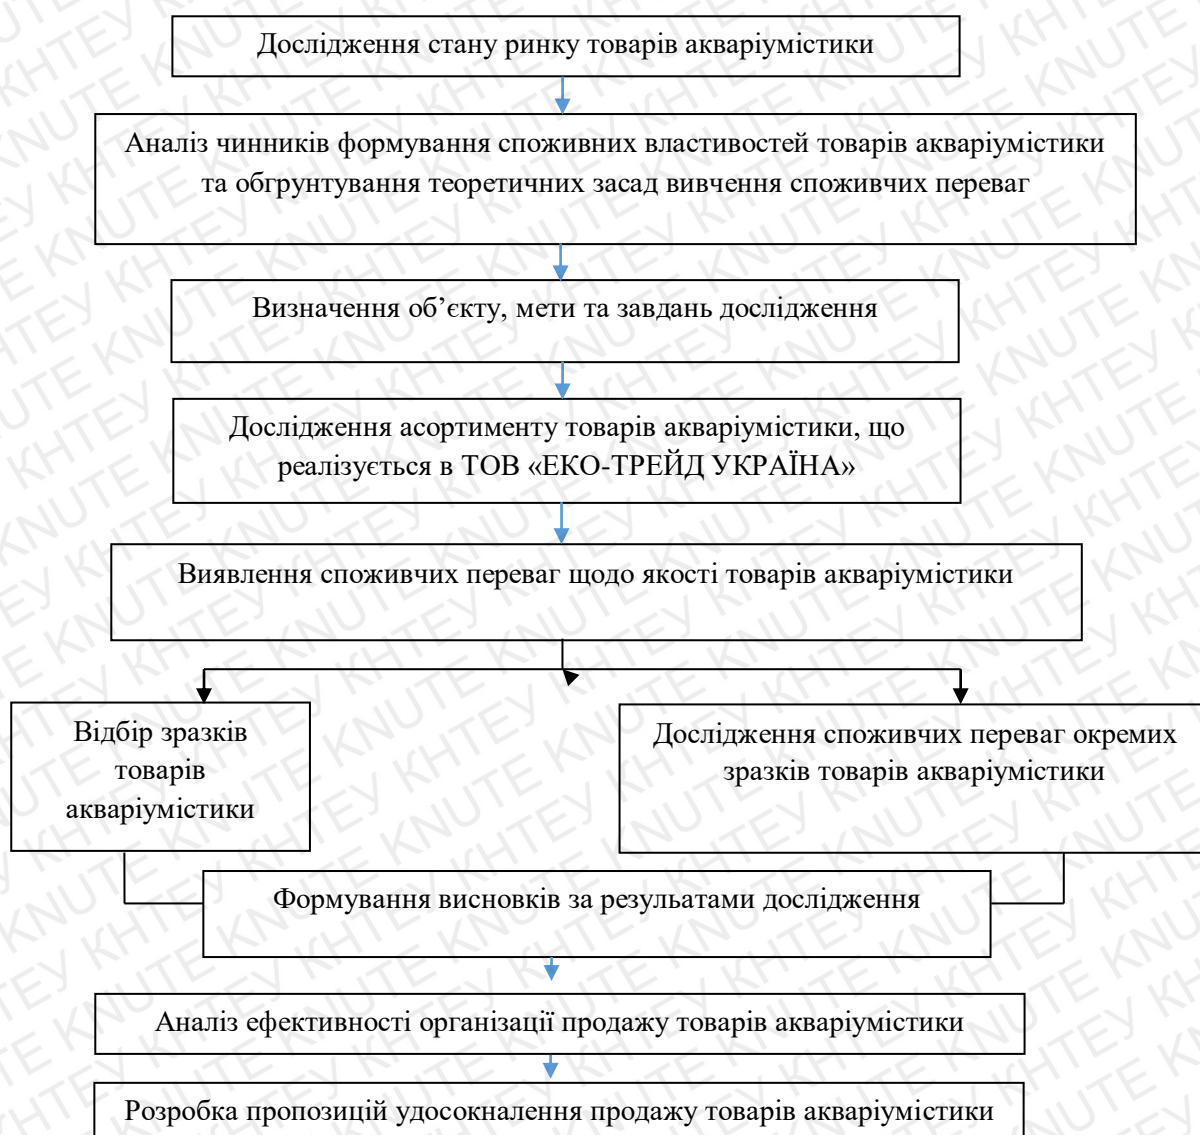 Дослідження стану ринку товарів акваріумістики
Аналіз чинників формування споживних властивостей товарів акваріумістики
та обгрунтування теоретичних засад вивчення споживчих переваг
Визначення об’єкту, мети та завдань дослідження
Дослідження асортименту товарів акваріумістики, що
реалізується в ТОВ «ЕКО-ТРЕЙД УКРАЇНА»
Виявлення споживчих переваг щодо якості товарів акваріумістики
Відбір зразків
товарів
акваріумістики
Дослідження споживчих переваг окремих
зразків товарів акваріумістики
Формування висновків за резульатами дослідження
Аналіз ефективності організації продажу товарів акваріумістики
Розробка пропозицій удосокналення продажу товарів акваріумістики